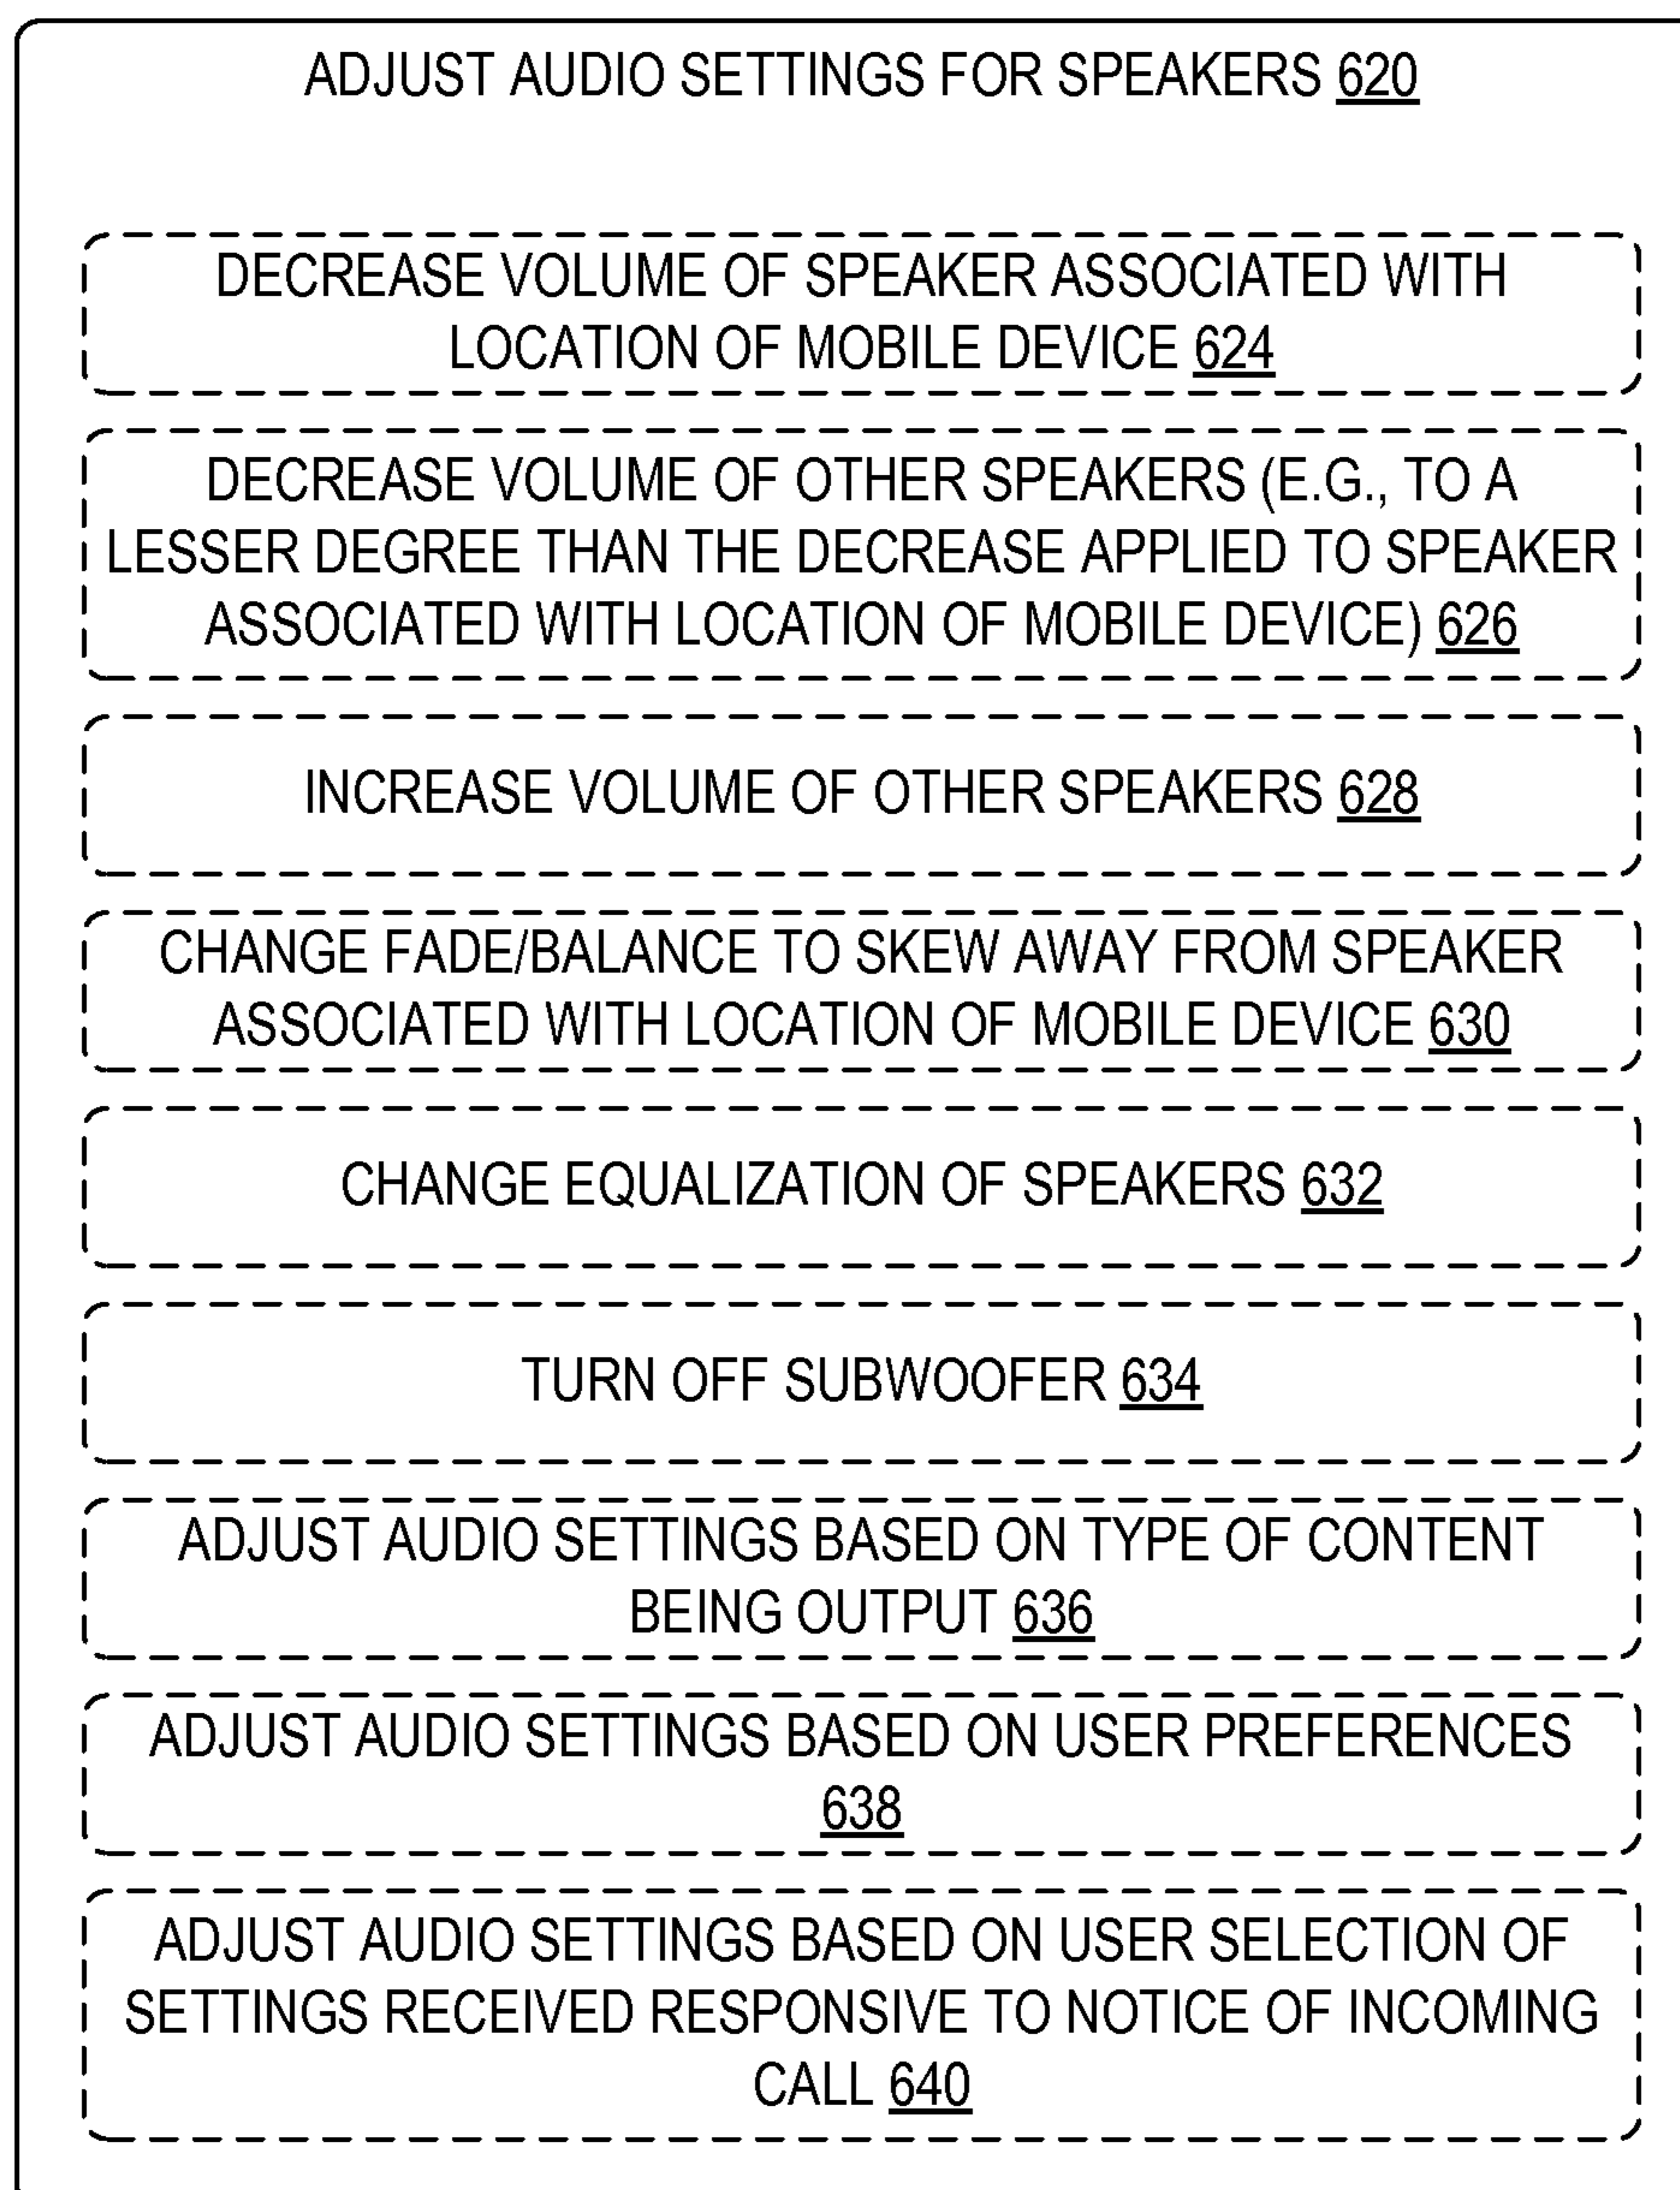 ADJUST AUDIO SETTINGS FOR SPEAKERS 620
DECREASE VOLUME OF SPEAKER ASSOCIATED WITH
LOCATION OF MOBILE DEVICE 624
DECREASE VOLUME OF OTHER SPEAKERS (E.G., TO A
LESSER DEGREE THAN THE DECREASE APPLIED TO SPEAKER
ASSOCIATED WITH LOCATION OF MOBILE DEVICE) 626
INCREASE VOLUME OF OTHER SPEAKERS 628
CHANGE FADE/BALANCE TO SKEW AWAY FROM SPEAKER
ASSOCIATED WITH LOCATION OF MOBILE DEVICE 630
CHANGE EQUALIZATION OF SPEAKERS 632
TURN OFF SUBWOOFER 634
ADJUST AUDIO SETTINGS BASED ON TYPE OF CONTENT
BEING OUTPUT 636
ADJUST AUDIO SETTINGS BASED ON USER PREFERENCES
638
ADJUST AUDIO SETTINGS BASED ON USER SELECTION OF
SETTINGS RECEIVED RESPONSIVE TO NOTICE OF INCOMING
CALL 640